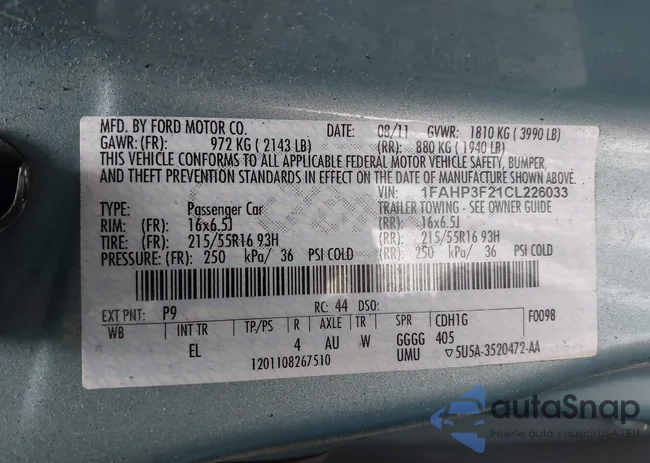 MFD. BY FORD MOTOR CO. DATE: 08/11 GVWR: 1810 KG ( 3990 LB)
GAWR: (FR): 972 KG ( 2143 LB) (RR): 880 KG ( 1940 LB)
THIS VEHICLE CONFORMS TO ALL APPLICABLE FEDERAL MOTOR VEHICLE SAFETY, BUMPER,
AND THEFT PREVENTION STANDARDS IN EFFECT ON THE DATE OF MANUFACTURE SHOWN ABOVE.
VIN: 1FAHP3F21CL226033
TYPE: Passenger Car TRAILER TOWING - SEE OWNER GUIDE
RIM: (FR): 16x6.5J (RR): 16x6.5J
TIRE: (FR): 215/55R16 93H (RR): 215/55R16 93H
PRESSURE: (FR): 250 kPa/ 36 PSI COLD (RR): 250 kPa/ 36 PSI COLD
EXT PNT: P9 RC: 44 DSO: F0098
WB INT TR TP/PS R AXLE TR SPR CDH1G
EL 4 AU W GGGG 405
1201108267510 UMU ▽5U5A-3520472-AA
autoSnap
Pewne auta z aukcji USA - EU